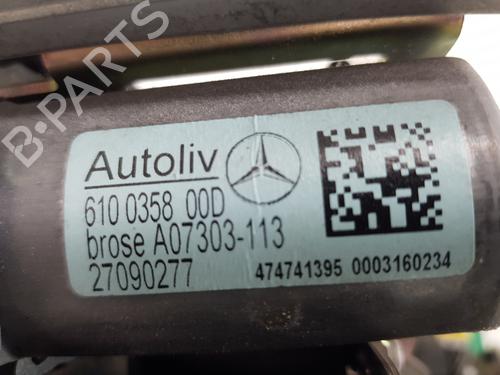 B-PARTS
Autoliv
610 0358 00D
brose A07303-113
27090277
474741395 0003160234